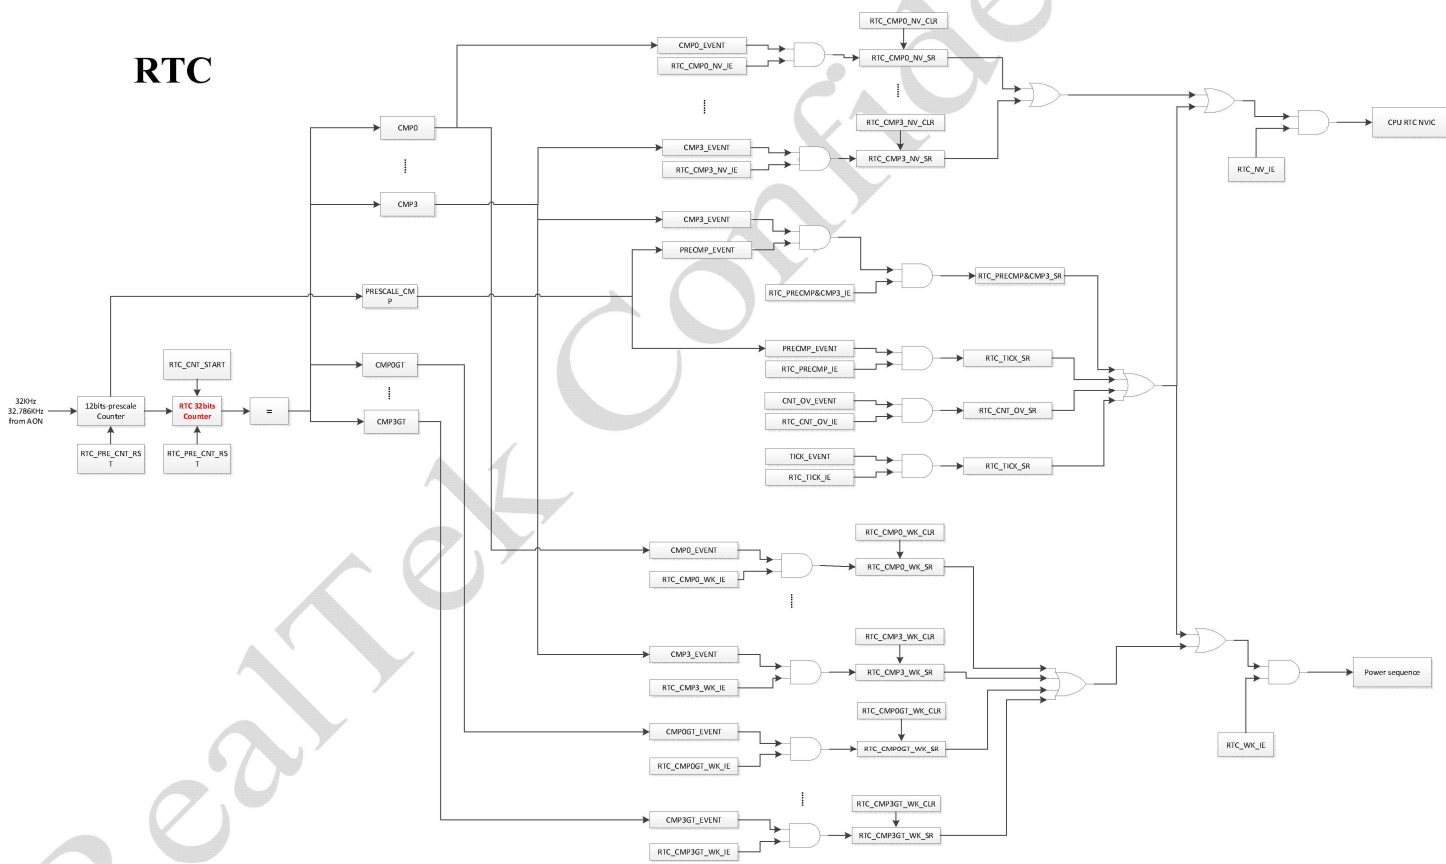 RTC
RTC_CMP0_NV_CLR
CMP0_EVENT
RTC_CMP0_NV_IE
RTC_CMP0_NV_SR
CMP0
RTC_CMP3_NV_CLR
CPU RTC NVIC
CMP3_EVENT
RTC_CMP3_NV_IE
RTC_CMP3_NV_SR
RTC_NV_IE
CMP3
CMP3_EVENT
PRECMP_EVENT
RTC_PRECMP&CMP3_SR
PRESCALE_CM
P
RTC_PRECMP&CMP3_IE
RTC_CNT_START
CMP0GT
PRECMP_EVENT
RTC_PRECMP_IE
RTC_TICK_SR
32KHz
32.786KHz
from AON
12bits-prescale
Counter
RTC 32bits
Counter
=
CMP3GT
CNT_OV_EVENT
RTC_CNT_OV_IE
RTC_CNT_OV_SR
RTC_PRE_CNT_RS
T
RTC_PRE_CNT_RS
T
TICK_EVENT
RTC_TICK_IE
RTC_TICK_SR
RTC_CMP0_WK_CLR
CMP0_EVENT
RTC_CMP0_WK_IE
RTC_CMP0_WK_SR
RTC_CMP3_WK_CLR
CMP3_EVENT
RTC_CMP3_WK_IE
RTC_CMP3_WK_SR
Power sequence
RTC_CMP0GT_WK_CLR
CMP0GT_EVENT
RTC_CMP0GT_WK_IE
RTC_CMP0GT_WK_SR
RTC_WK_IE
RTC_CMP3GT_WK_CLR
CMP3GT_EVENT
RTC_CMP3GT_WK_IE
RTC_CMP3GT_WK_SR
RealTek Confide